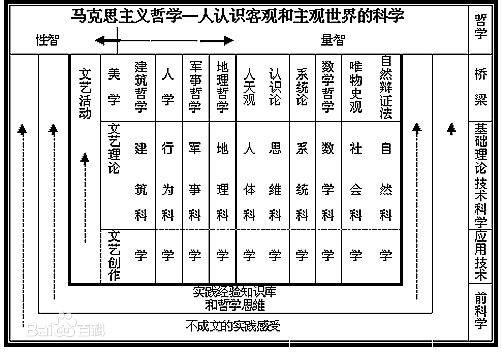 马克思主义哲学—人认识客观和主观世界的科学
哲学
性智
量智
桥梁
文艺活动
美学
建筑哲学
人学
军事哲学
地理哲学
人天观
认识论
系统论
数学哲学
唯物史观
自然辩证法
文艺理论
建筑科学
行为科学
军事科学
地理科学
人体科学
思维科学
系统科学
数学科学
社会科学
自然科学
基础理论
技术科学
文艺创作
应用技术
实践经验知识库
和哲学思维
不成文的实践感受
前科学
Bai百科